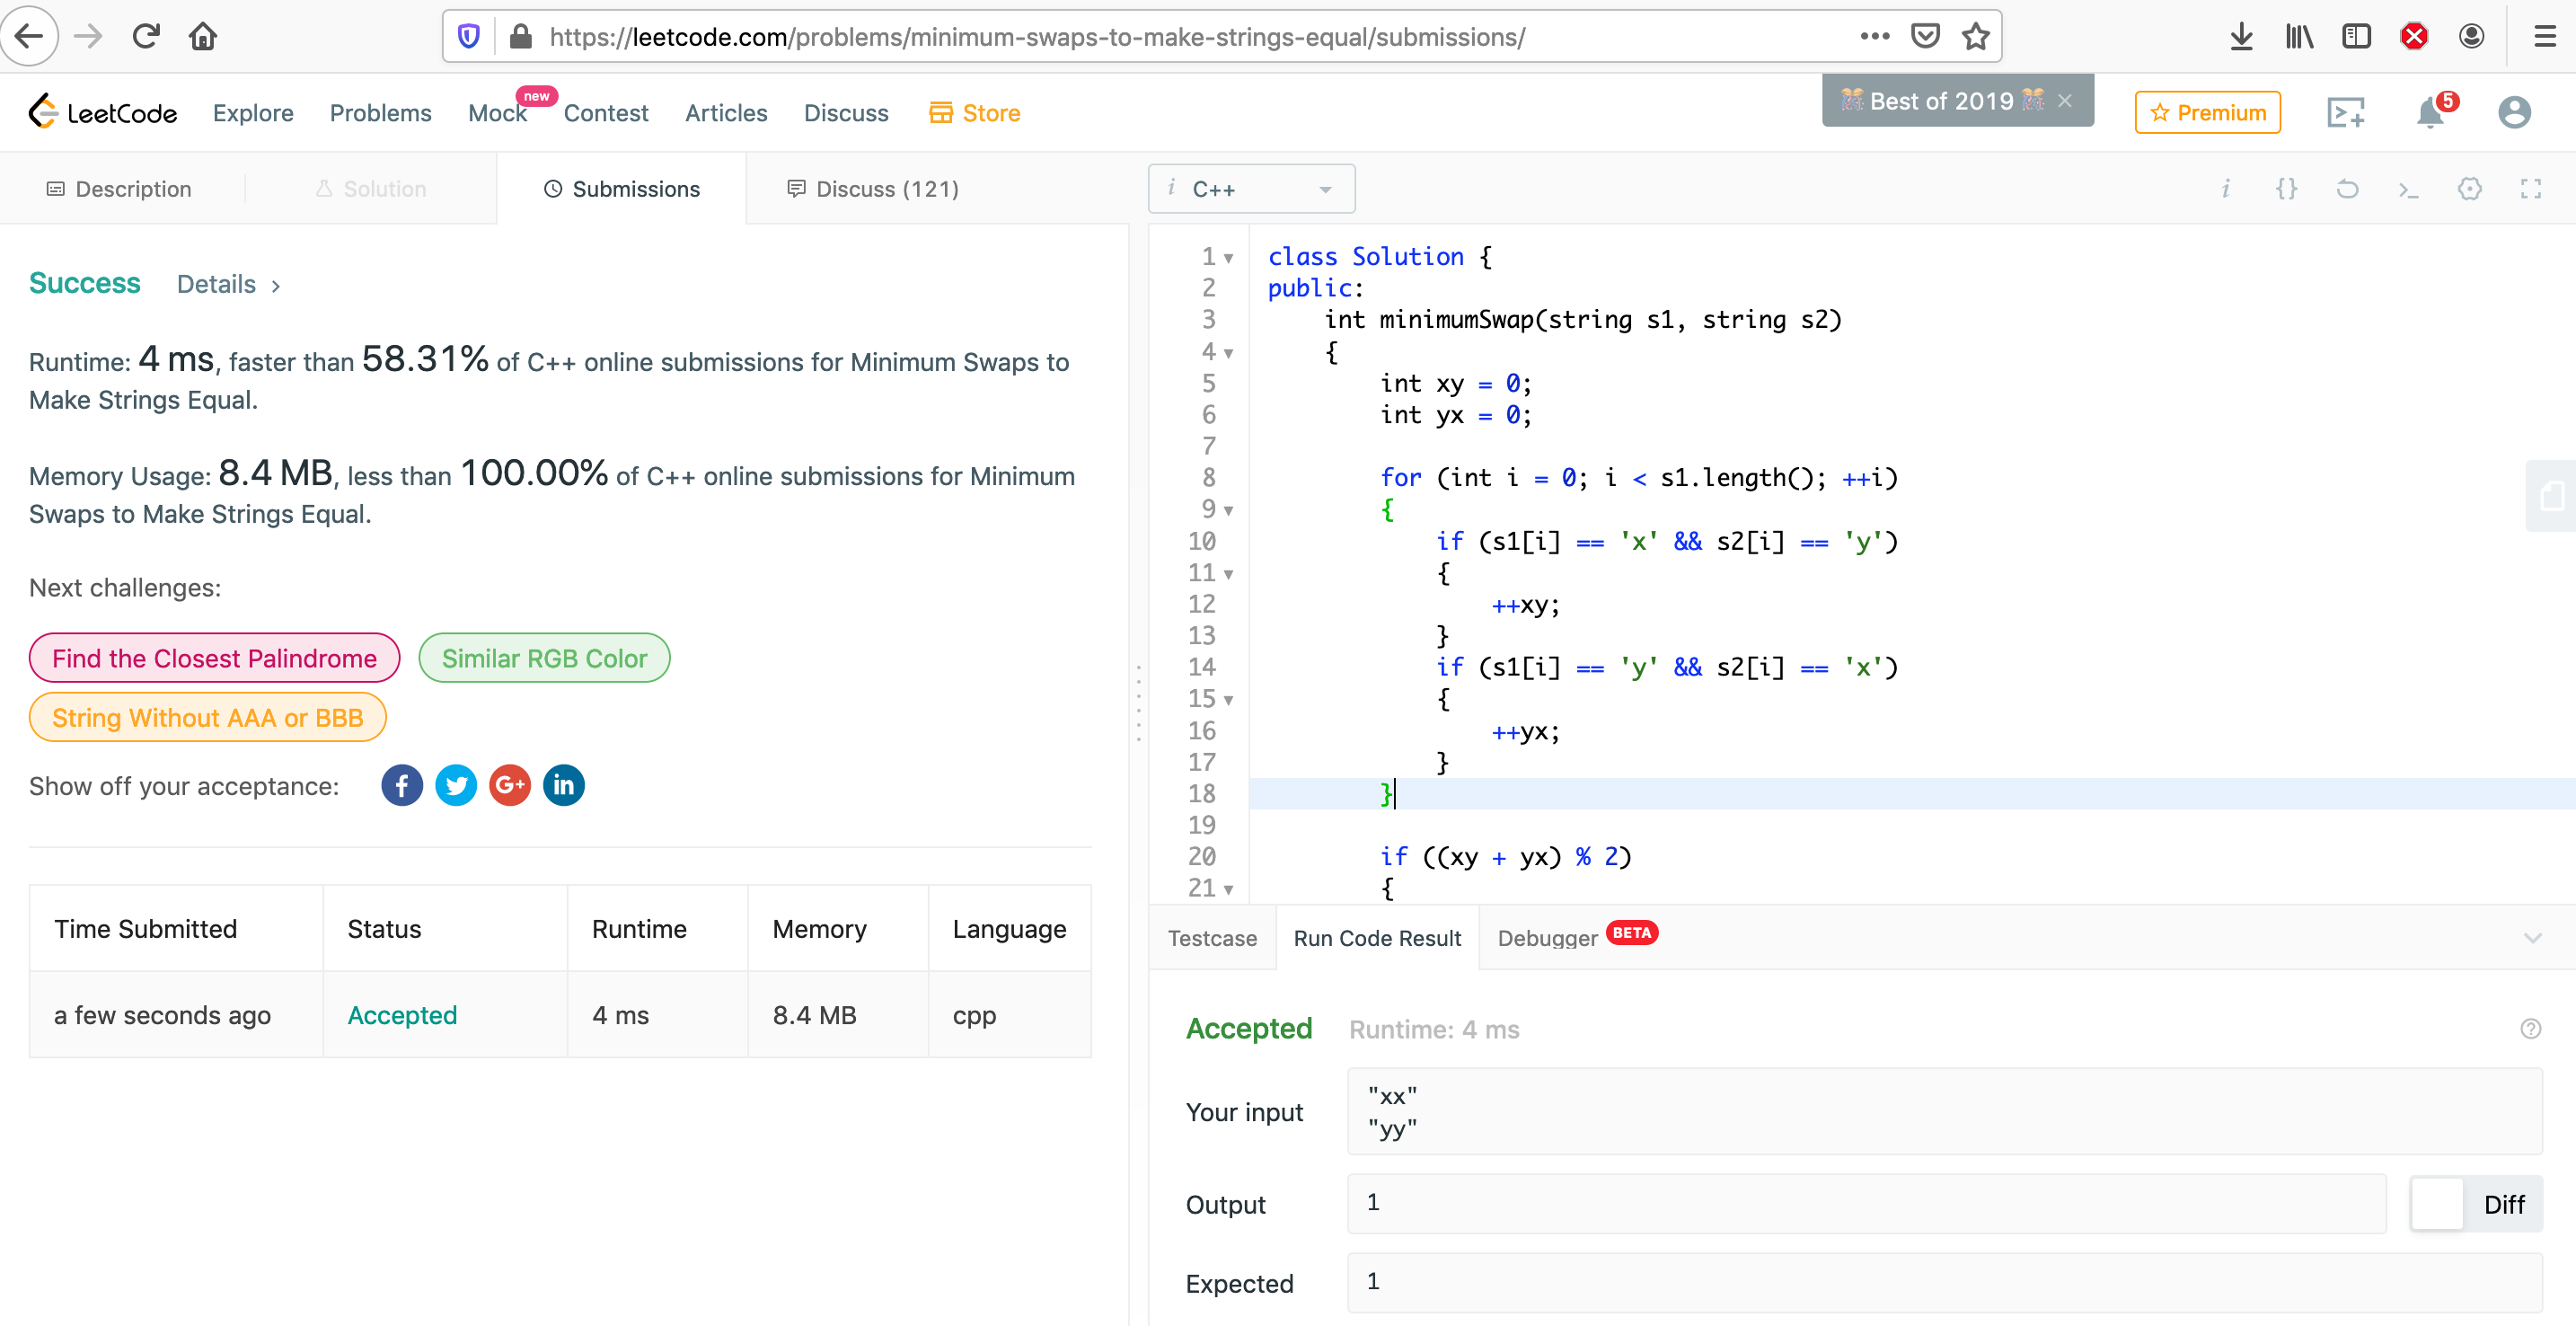 https://leetcode.com/problems/minimum-swaps-to-make-strings-equal/submissions/
LeetCode Explore Problems Mock new Contest Articles Discuss Store Best of 2019 × Premium 5
Description Solution Submissions Discuss (121)
Success Details >
Runtime: 4 ms, faster than 58.31% of C++ online submissions for Minimum Swaps to
Make Strings Equal.
Memory Usage: 8.4 MB, less than 100.00% of C++ online submissions for Minimum
Swaps to Make Strings Equal.
Next challenges:
Find the Closest Palindrome Similar RGB Color
String Without AAA or BBB
Show off your acceptance: f G+ in
Time Submitted Status Runtime Memory Language
a few seconds ago Accepted 4 ms 8.4 MB cpp
i C++ i {}
1 class Solution {
2 public:
3 int minimumSwap(string s1, string s2)
4 {
5 int xy = 0;
6 int yx = 0;
7
8 for (int i = 0; i < s1.length(); ++i)
9 {
10 if (s1[i] == 'x' && s2[i] == 'y')
11 {
12 ++xy;
13 }
14 if (s1[i] == 'y' && s2[i] == 'x')
15 {
16 ++yx;
17 }
18 }
19
20 if ((xy + yx) % 2)
21 {
Testcase Run Code Result Debugger BETA
Accepted Runtime: 4 ms
Your input "xx"
"yy"
Output 1 Diff
Expected 1